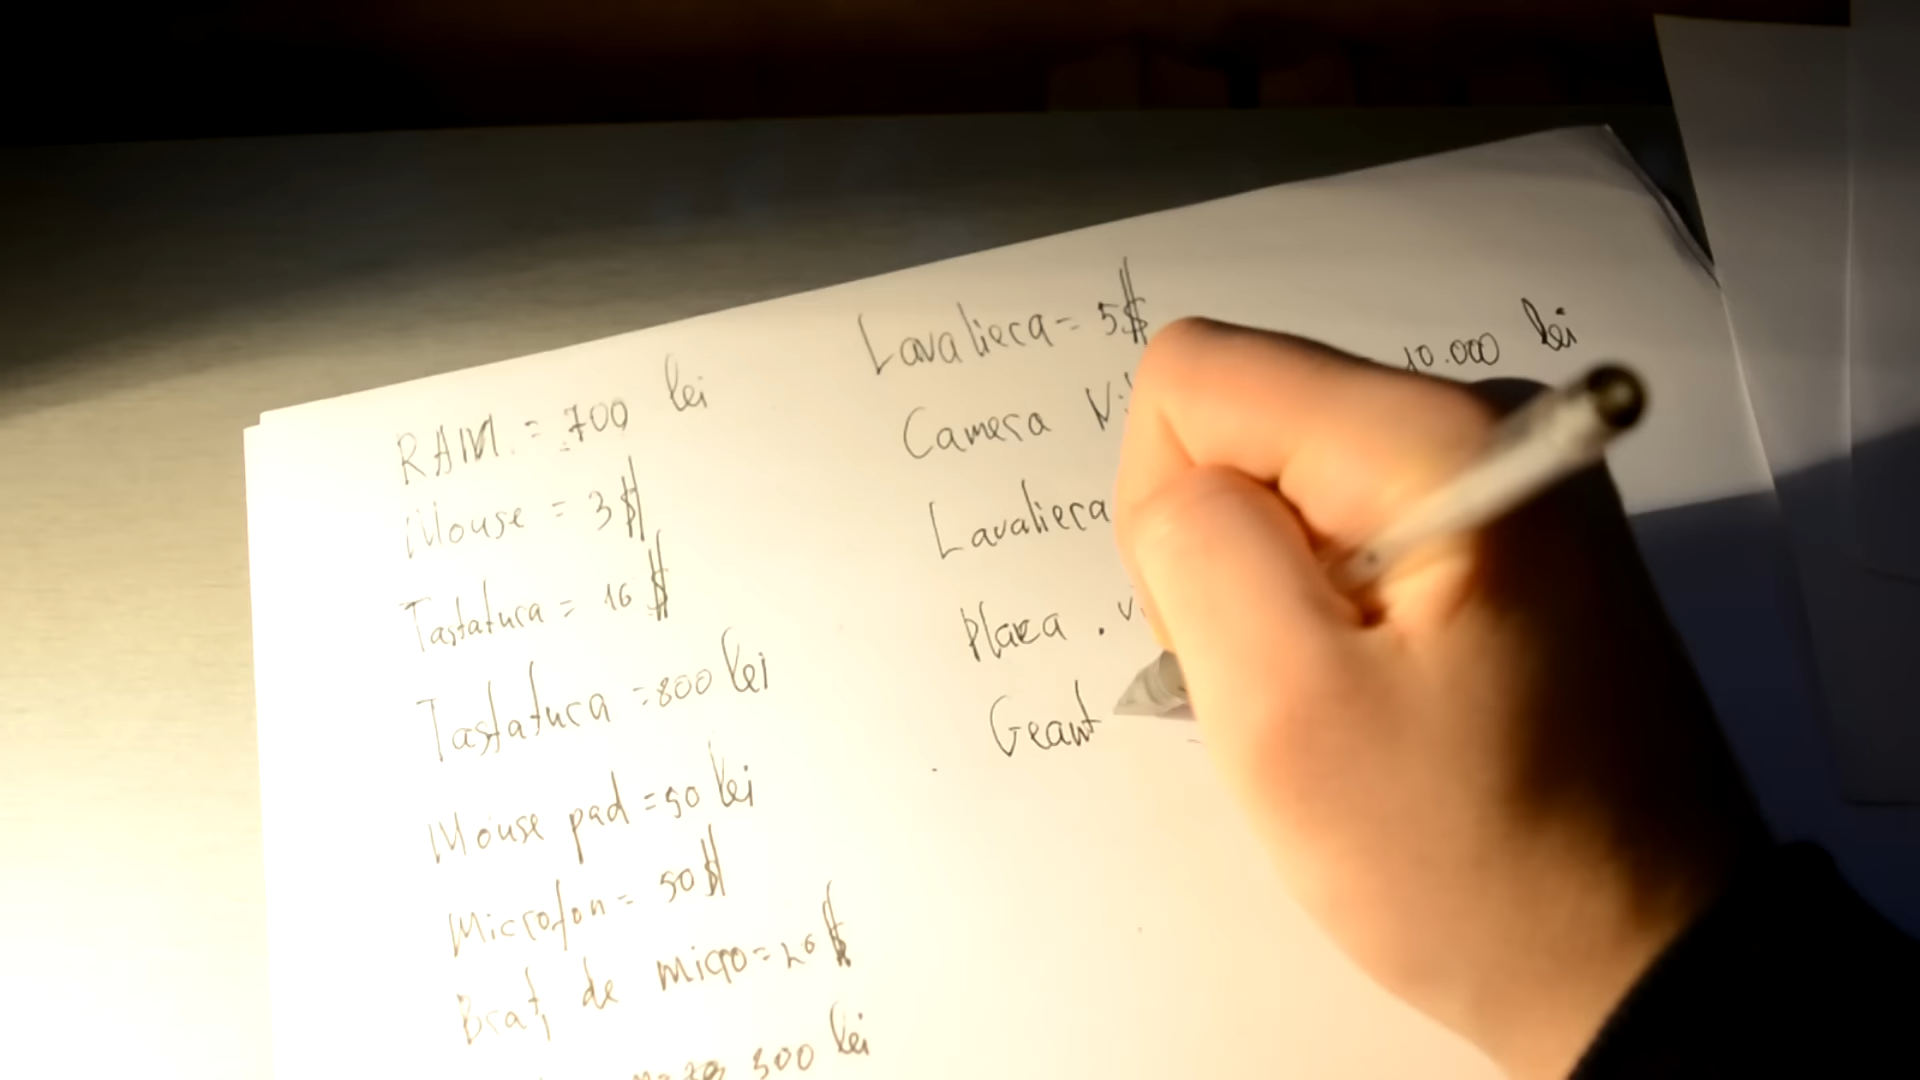 RAM = 700 lei
Mouse = 3$
Tastatura = 16 $
Tastatura = 800 lei
Mouse pad = 50 lei
Microfon = 50$
Braț de micro = 20$
300 lei
Lavaliera = 5$
Camera 10.000 lei
Lavaliera
Placa
Geant